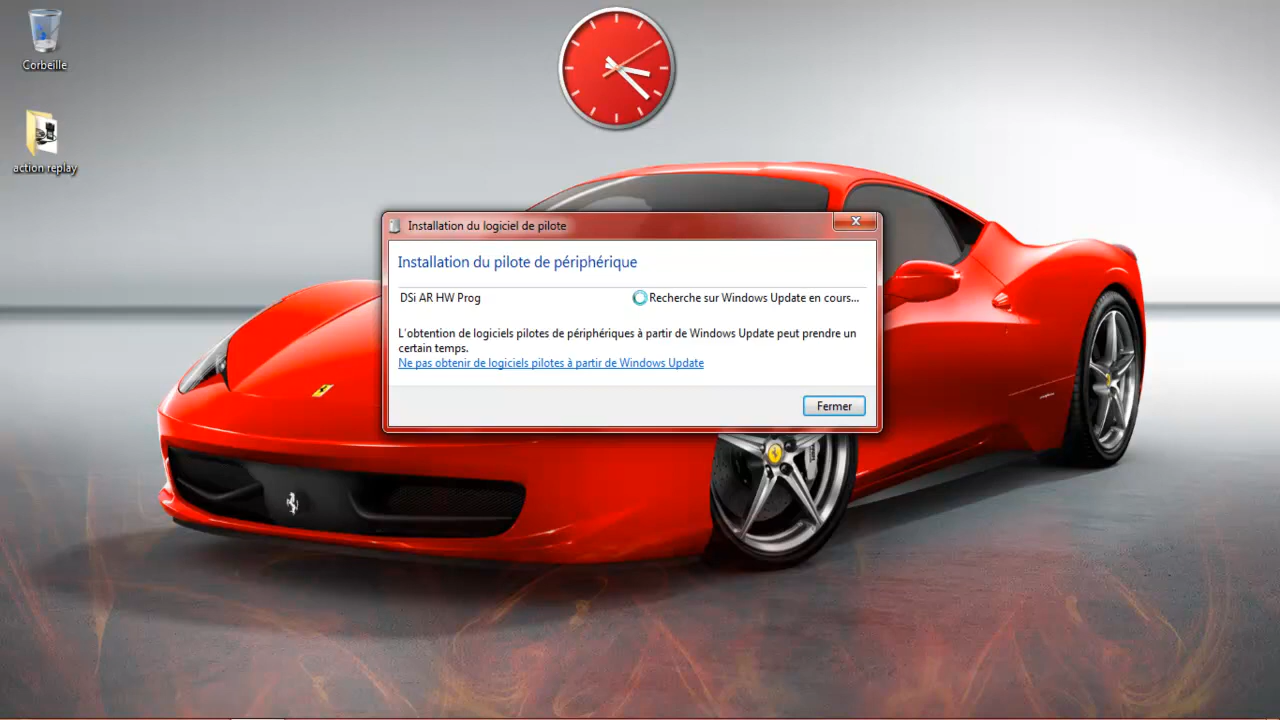 Corbeille
action replay
Installation du logiciel de pilote
Installation du pilote de périphérique
DSi AR HW Prog
Recherche sur Windows Update en cours...
L'obtention de logiciels pilotes de périphériques à partir de Windows Update peut prendre un
certain temps.
Ne pas obtenir de logiciels pilotes à partir de Windows Update
Fermer